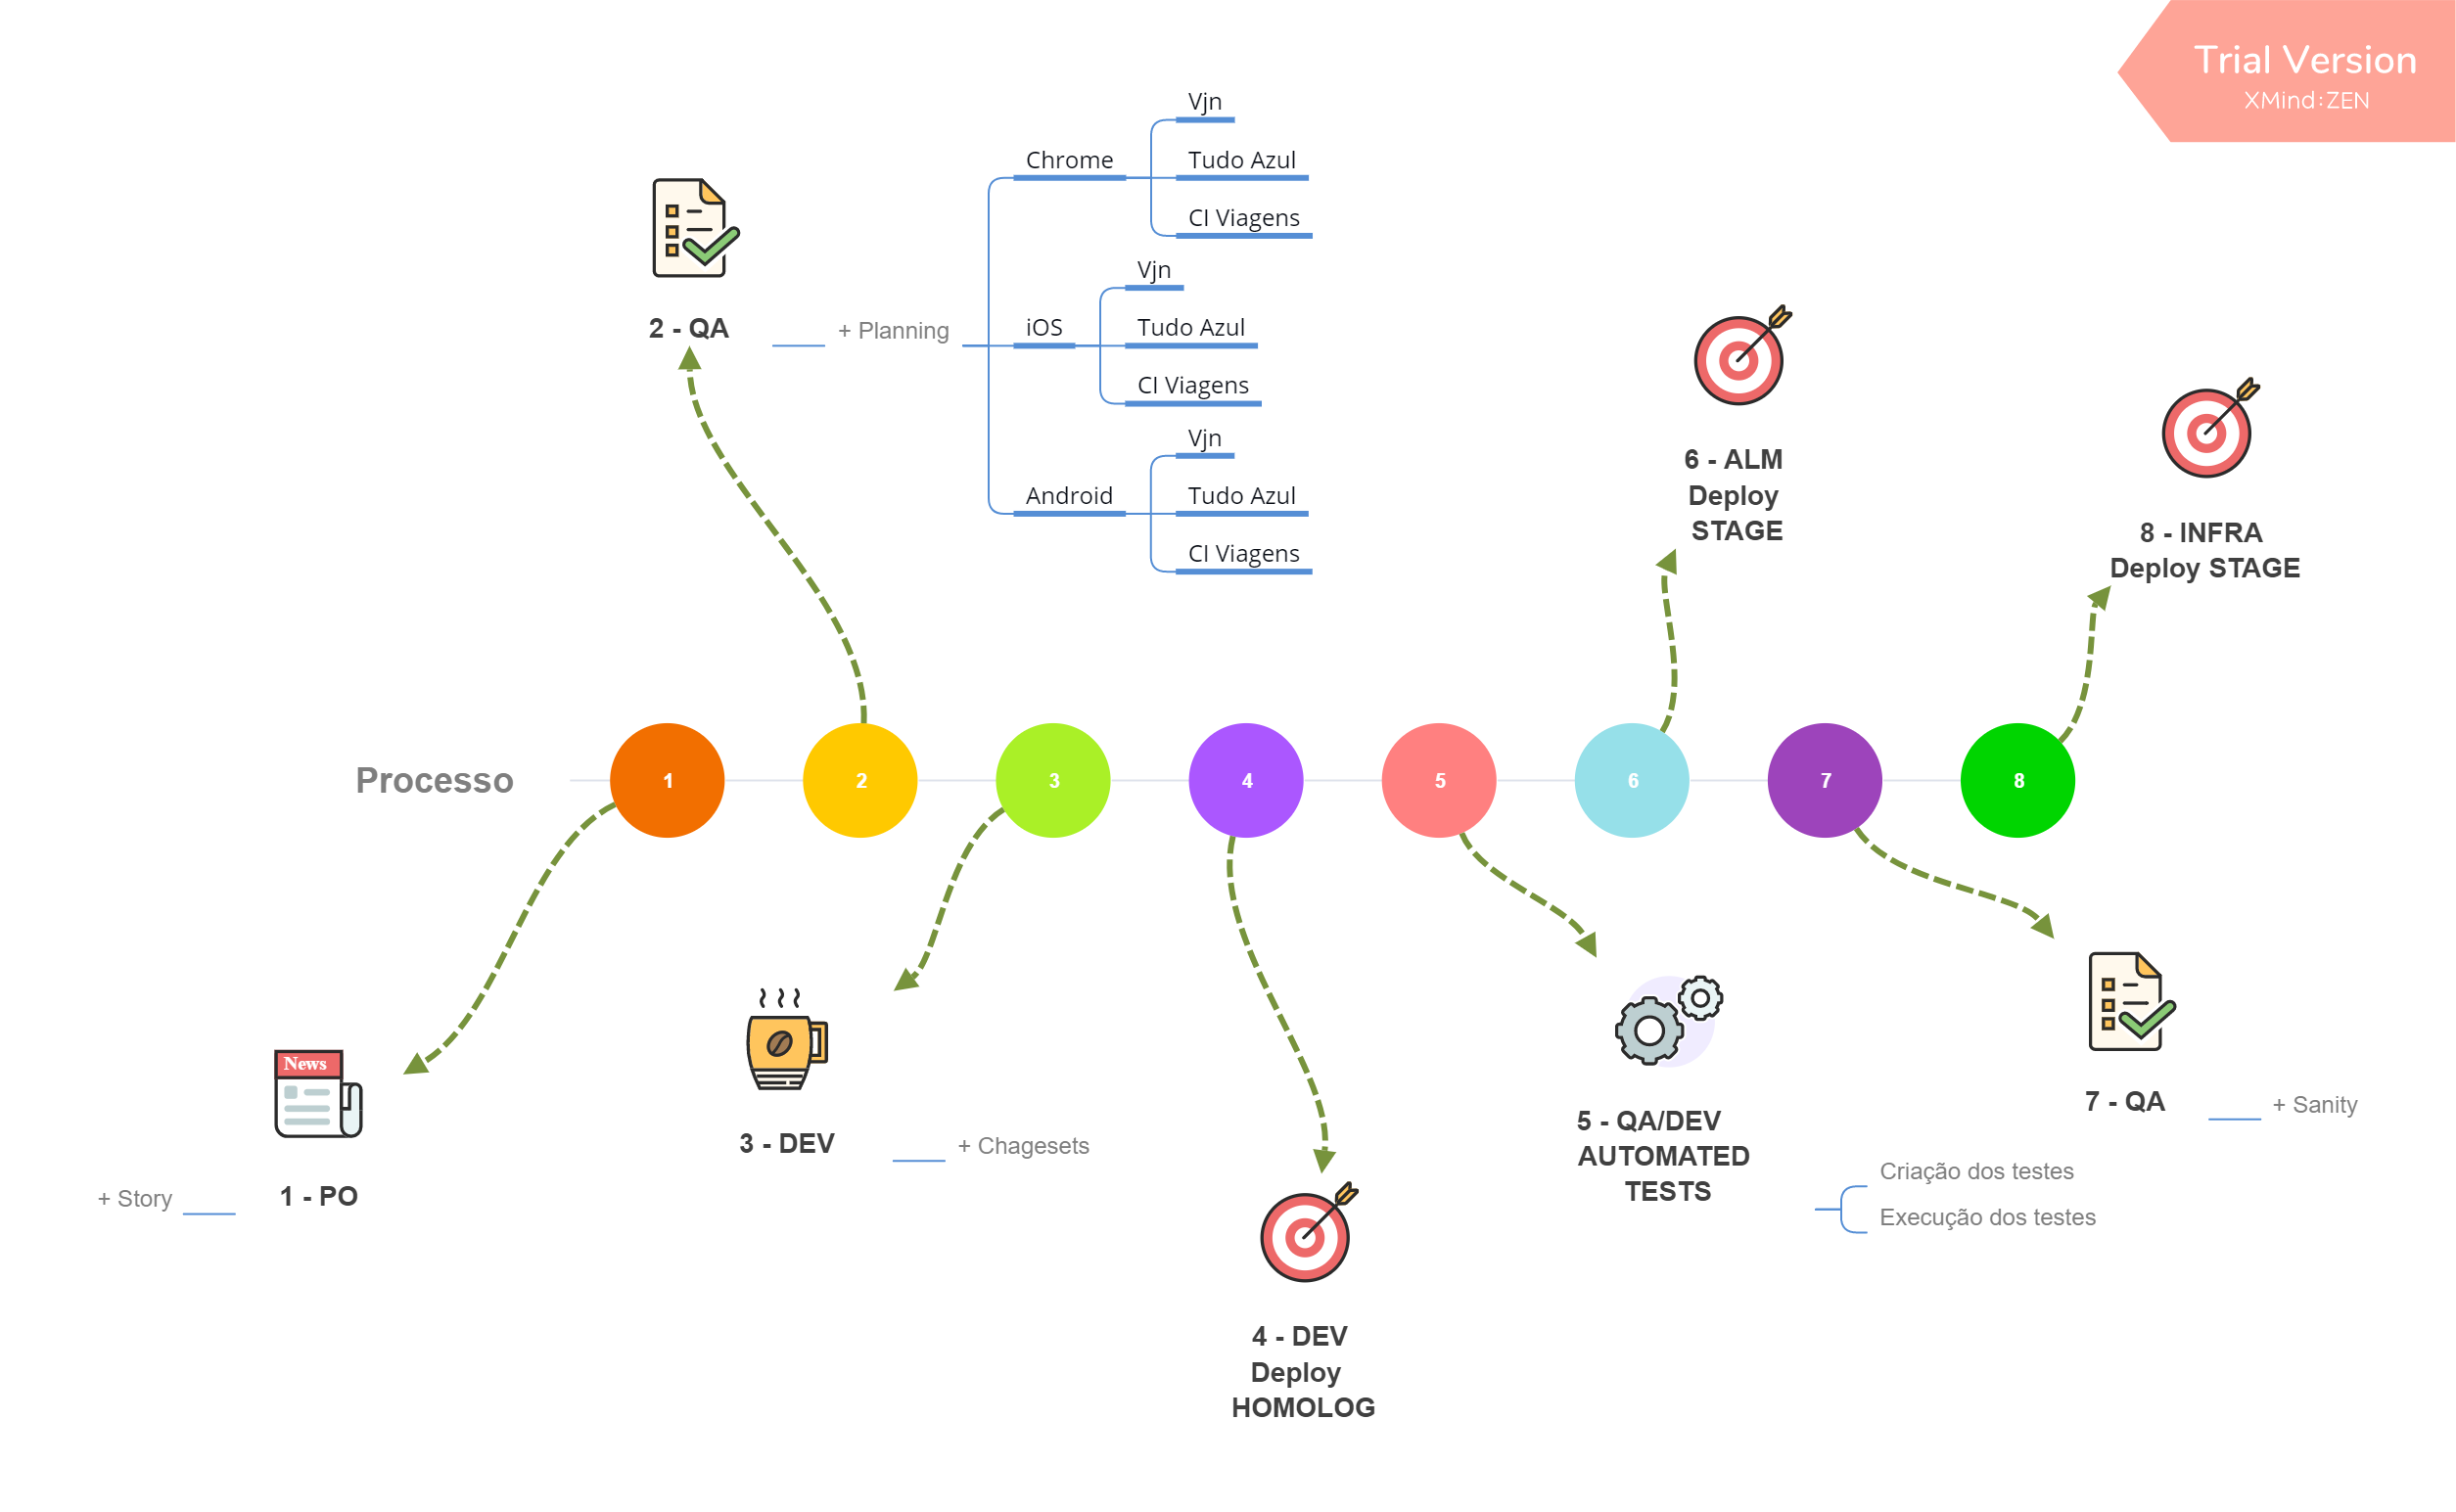 Trial Version
XMind:ZEN
Vjn
Chrome
Tudo Azul
CI Viagens
2 - QA
+ Planning
Vjn
iOS
Tudo Azul
CI Viagens
Vjn
Android
Tudo Azul
CI Viagens
6 - ALM
Deploy
STAGE
8 - INFRA
Deploy STAGE
Processo
1
2
3
4
5
6
7
8
News
1 - PO
+ Story
3 - DEV
+ Chagesets
4 - DEV
Deploy
HOMOLOG
5 - QA/DEV
AUTOMATED
TESTS
Criação dos testes
Execução dos testes
7 - QA
+ Sanity